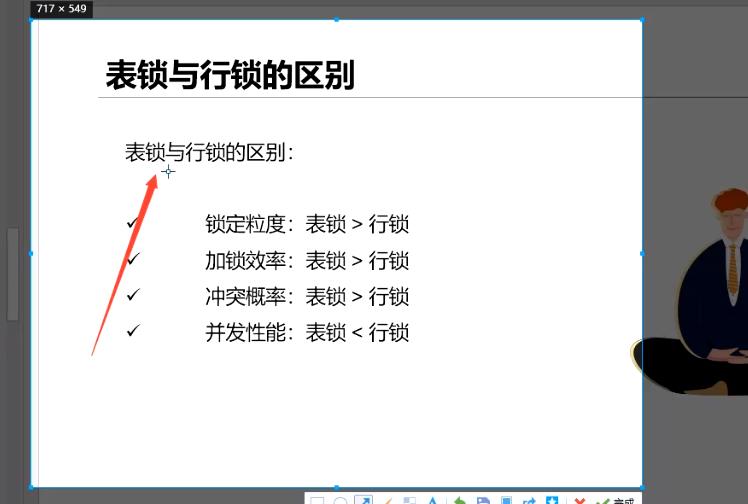 717 × 549
表锁与行锁的区别
表锁与行锁的区别：
✓ 锁定粒度：表锁 > 行锁
✓ 加锁效率：表锁 > 行锁
✓ 冲突概率：表锁 > 行锁
✓ 并发性能：表锁 < 行锁
完成